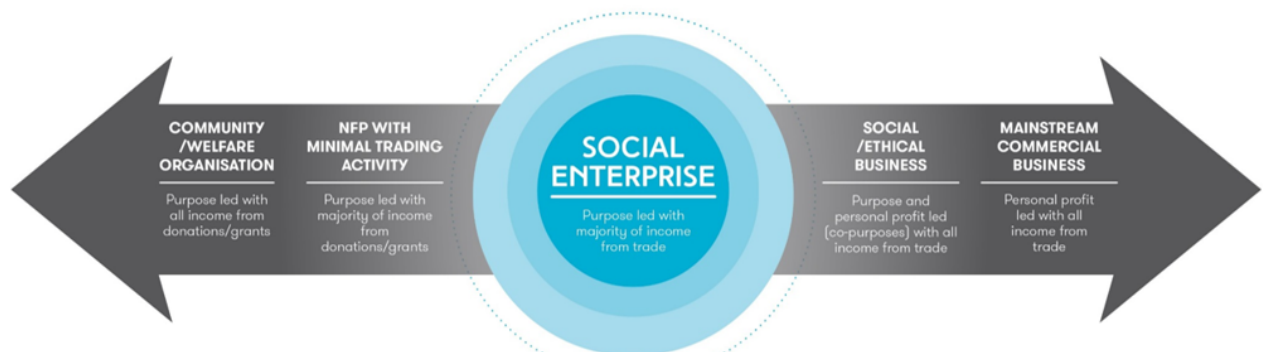 COMMUNITY
/WELFARE
ORGANISATION
Purpose led with
all income from
donations/grants
NFP WITH
MINIMAL TRADING
ACTIVITY
Purpose led with
majority of income
from
donations/grants
SOCIAL
ENTERPRISE
Purpose led with
majority of income
from trade
SOCIAL
/ETHICAL
BUSINESS
Purpose and
personal profit led
(co-purposes) with all
income from trade
MAINSTREAM
COMMERCIAL
BUSINESS
Personal profit
led with all
income from
trade